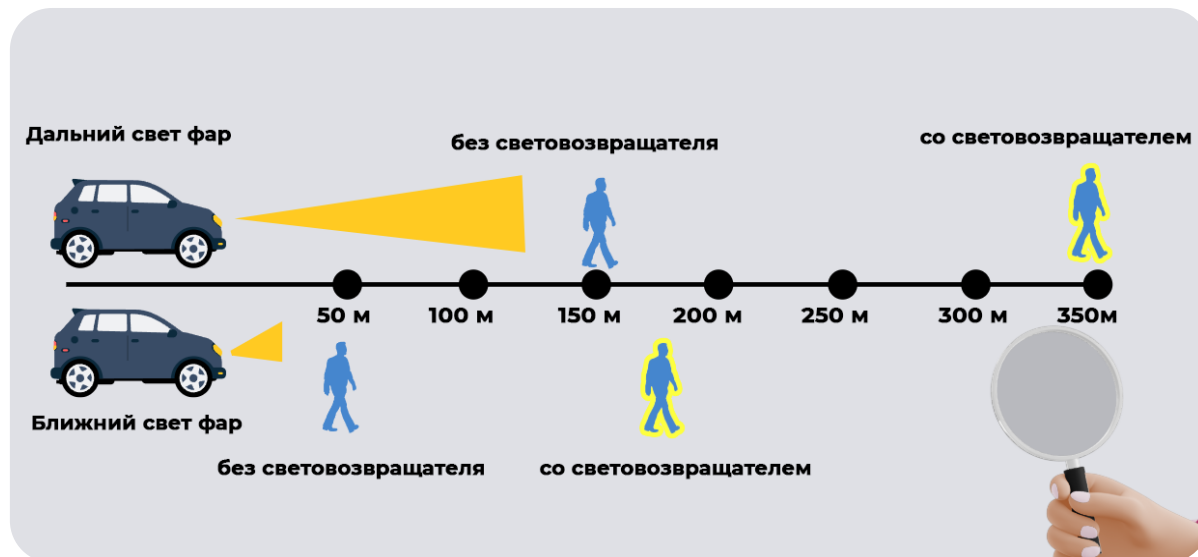 Дальний свет фар
без световозвращателя
со световозвращателем
50 м
100 м
150 м
200 м
250 м
300 м
350м
Ближний свет фар
без световозвращателя
со световозвращателем